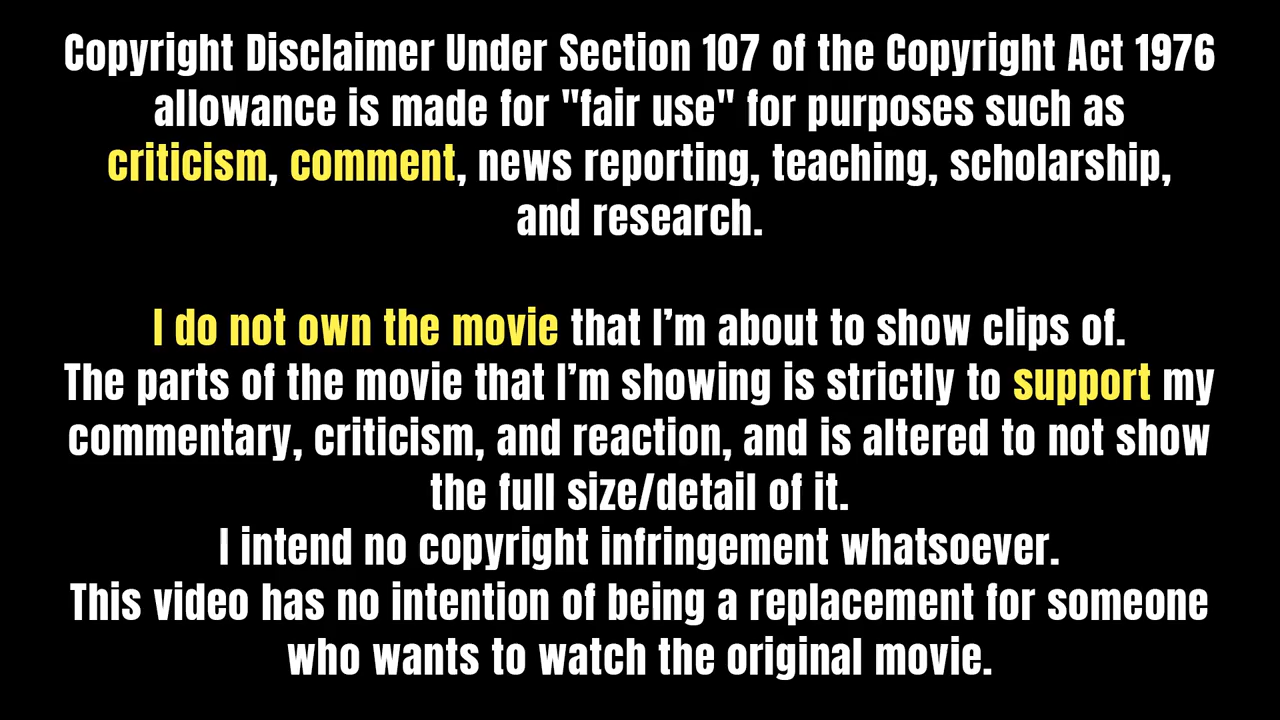 Copyright Disclaimer Under Section 107 of the Copyright Act 1976
allowance is made for "fair use" for purposes such as
criticism, comment, news reporting, teaching, scholarship,
and research.
I do not own the movie that I’m about to show clips of.
The parts of the movie that I’m showing is strictly to support my
commentary, criticism, and reaction, and is altered to not show
the full size/detail of it.
I intend no copyright infringement whatsoever.
This video has no intention of being a replacement for someone
who wants to watch the original movie.